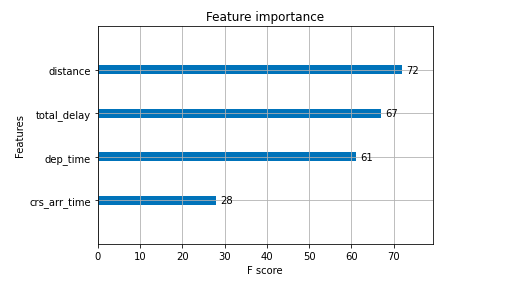 Feature importance
distance
72
total_delay
67
dep_time
61
crs_arr_time
28
Features
0 10 20 30 40 50 60 70
F score